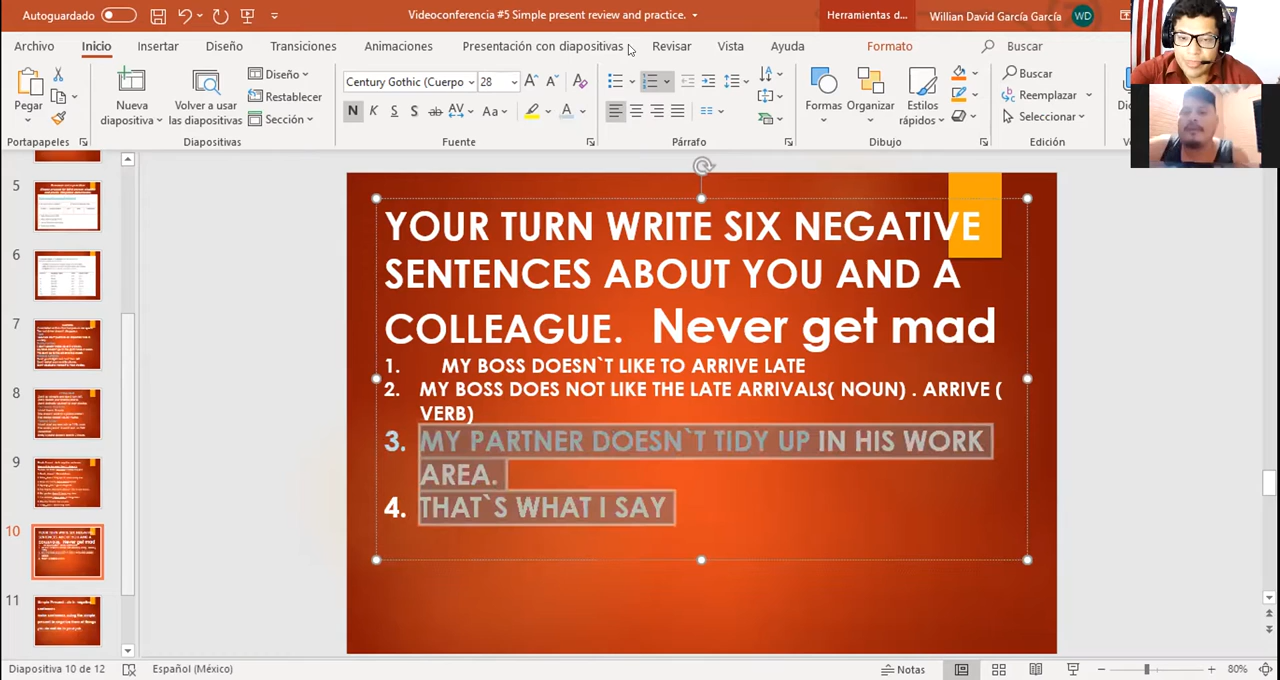 Autoguardado
Videoconferencia #5 Simple present review and practice.
Herramientas d...
Willian David García García
WD
Archivo
Inicio
Insertar
Diseño
Transiciones
Animaciones
Presentación con diapositivas
Revisar
Vista
Ayuda
Formato
Buscar
Pegar
Nueva diapositiva
Volver a usar las diapositivas
Diseño
Restablecer
Sección
Century Gothic (Cuerpo
28
N K S S ab AV Aa A
Formas
Organizar
Estilos rápidos
Buscar
Reemplazar
Seleccionar
Portapapeles
Diapositivas
Fuente
Párrafo
Dibujo
Edición
5
6
7
8
9
10
11
YOUR TURN WRITE SIX NEGATIVE
SENTENCES ABOUT YOU AND A
COLLEAGUE. Never get mad
1. MY BOSS DOESN`T LIKE TO ARRIVE LATE
2. MY BOSS DOES NOT LIKE THE LATE ARRIVALS( NOUN) . ARRIVE (
VERB)
3. MY PARTNER DOESN`T TIDY UP IN HIS WORK
AREA.
4. THAT`S WHAT I SAY
Diapositiva 10 de 12
Español (México)
Notas
80%